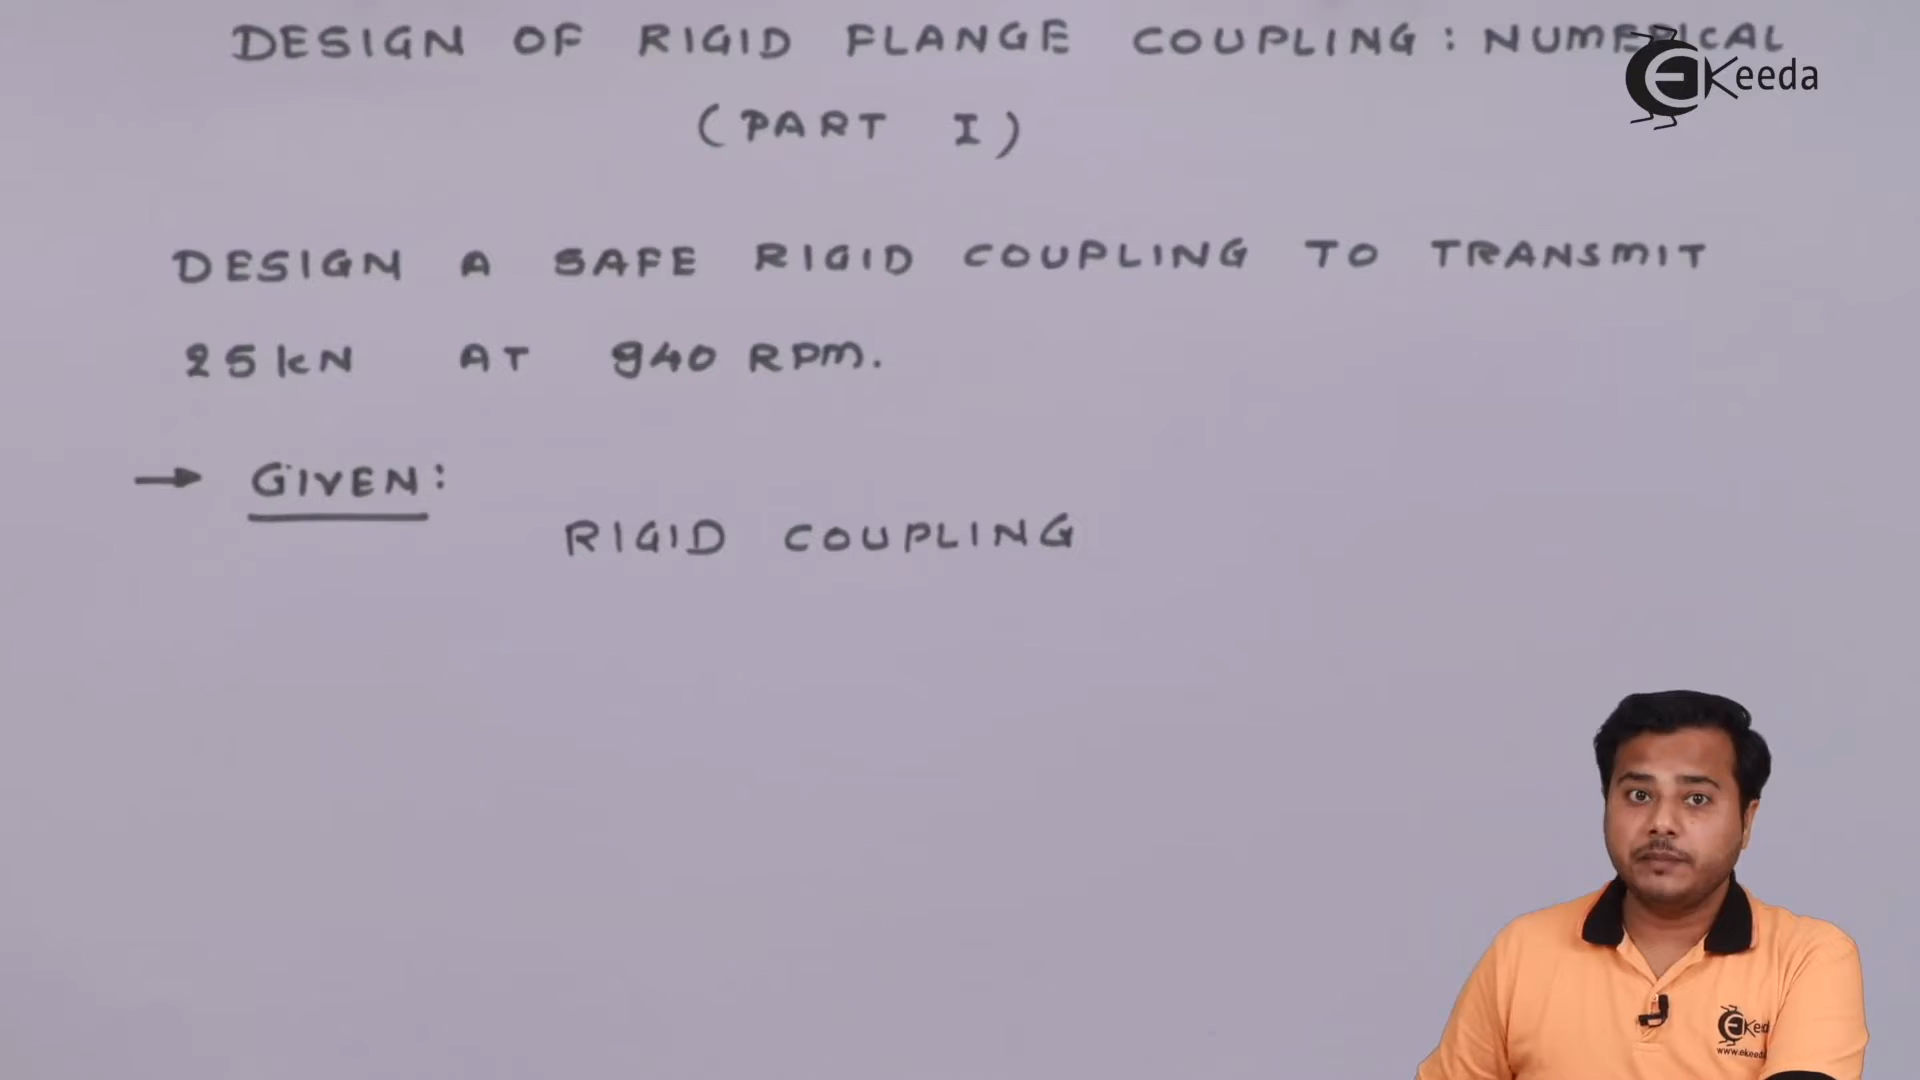 DESIGN OF RIGID FLANGE COUPLING : NUMERICAL
(PART I)
Keeda
DESIGN A SAFE RIGID COUPLING TO TRANSMIT
25 kN AT 940 RPM.
→ GIVEN:
RIGID COUPLING